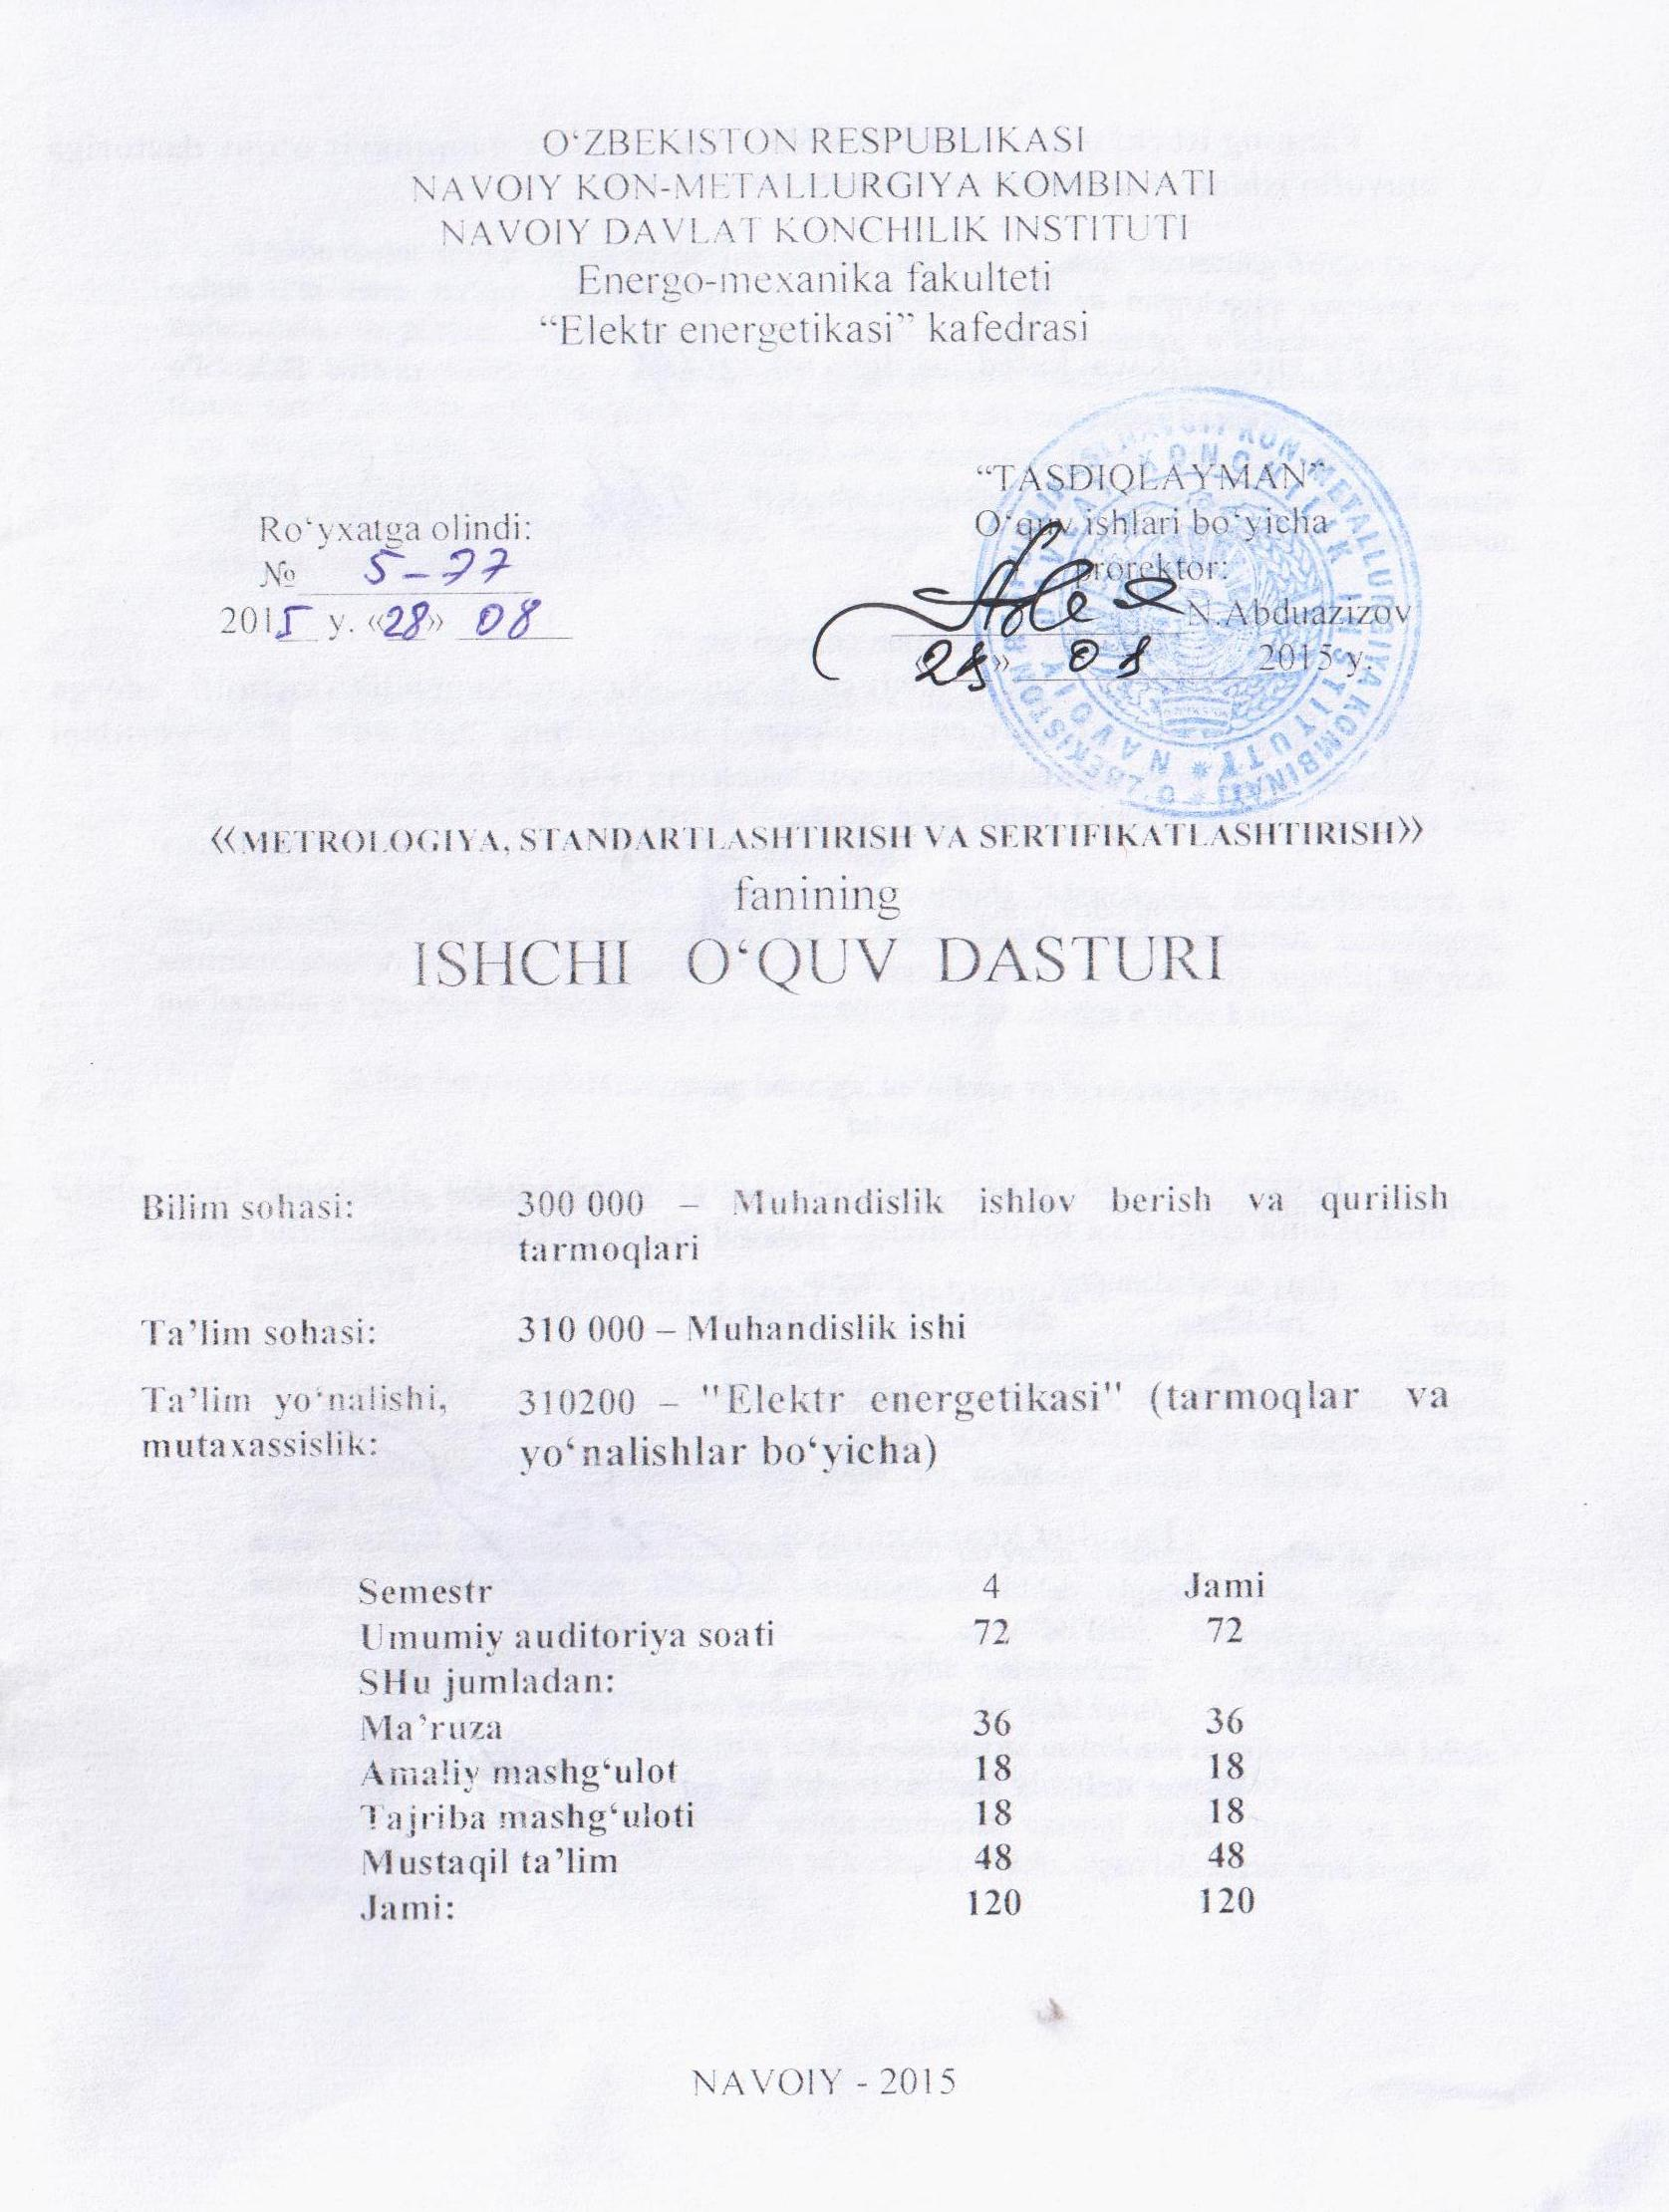 O‘ZBEKISTON RESPUBLIKASI
NAVOIY KON-METALLURGIYA KOMBINATI
NAVOIY DAVLAT KONCHILIK INSTITUTI
Energo-mexanika fakulteti
“Elektr energetikasi” kafedrasi
Ro‘yxatga olindi:
№ 5-77
2015 y. «28» 08
“TASDIQLAYMAN”
O‘quv ishlari bo‘yicha
prorektor:
N.Abduazizov
«28» 08 2015 y.
«METROLOGIYA, STANDARTLASHTIRISH VA SERTIFIKATLASHTIRISH»
fanining
ISHCHI O‘QUV DASTURI
Bilim sohasi: 300 000 – Muhandislik ishlov berish va qurilish
tarmoqlari
Ta’lim sohasi: 310 000 – Muhandislik ishi
Ta’lim yo‘nalishi, 310200 – "Elektr energetikasi" (tarmoqlar va
mutaxassislik: yo‘nalishlar bo‘yicha)
Semestr 4 Jami
Umumiy auditoriya soati 72 72
SHu jumladan:
Ma’ruza 36 36
Amaliy mashg‘ulot 18 18
Tajriba mashg‘uloti 18 18
Mustaqil ta’lim 48 48
Jami: 120 120
NAVOIY - 2015